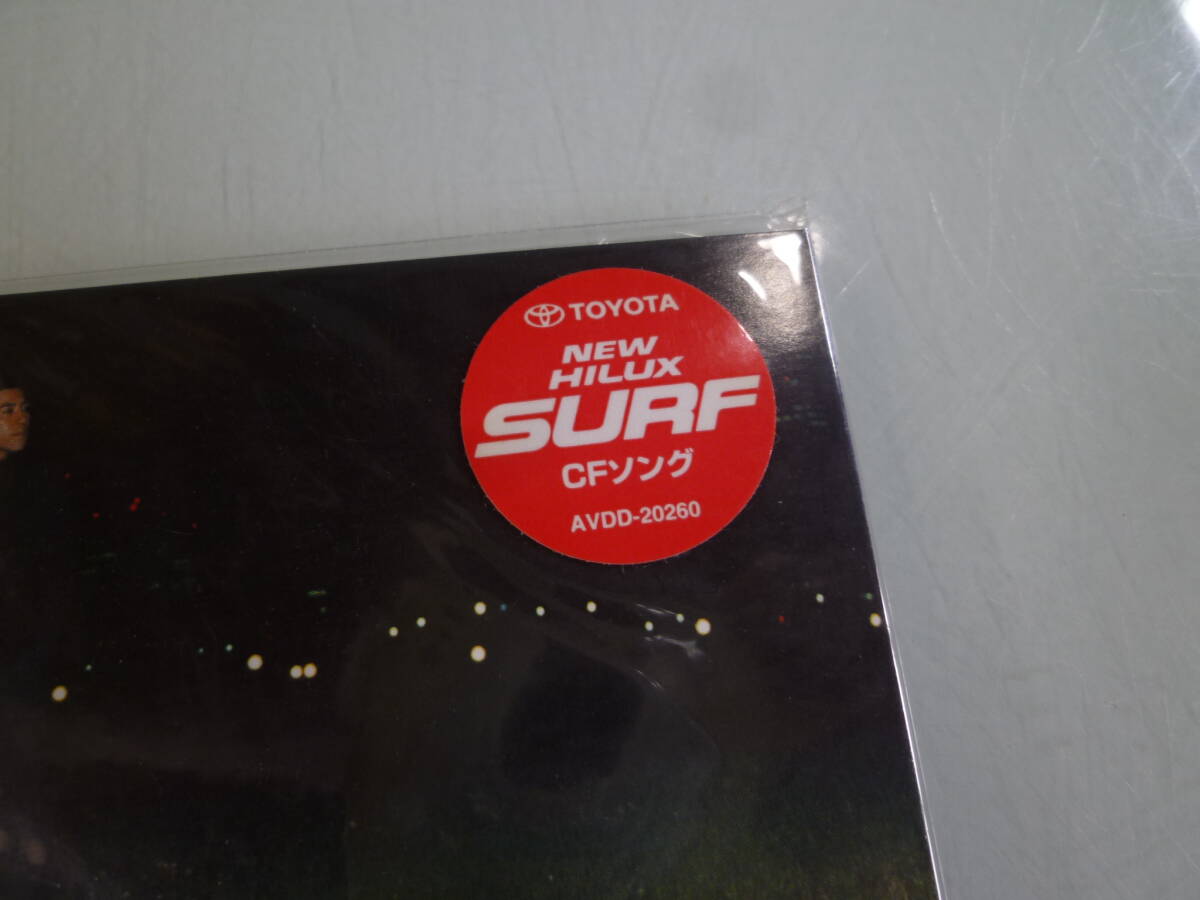 TOYOTA
NEW
HILUX
SURF
CFソング
AVDD-20260